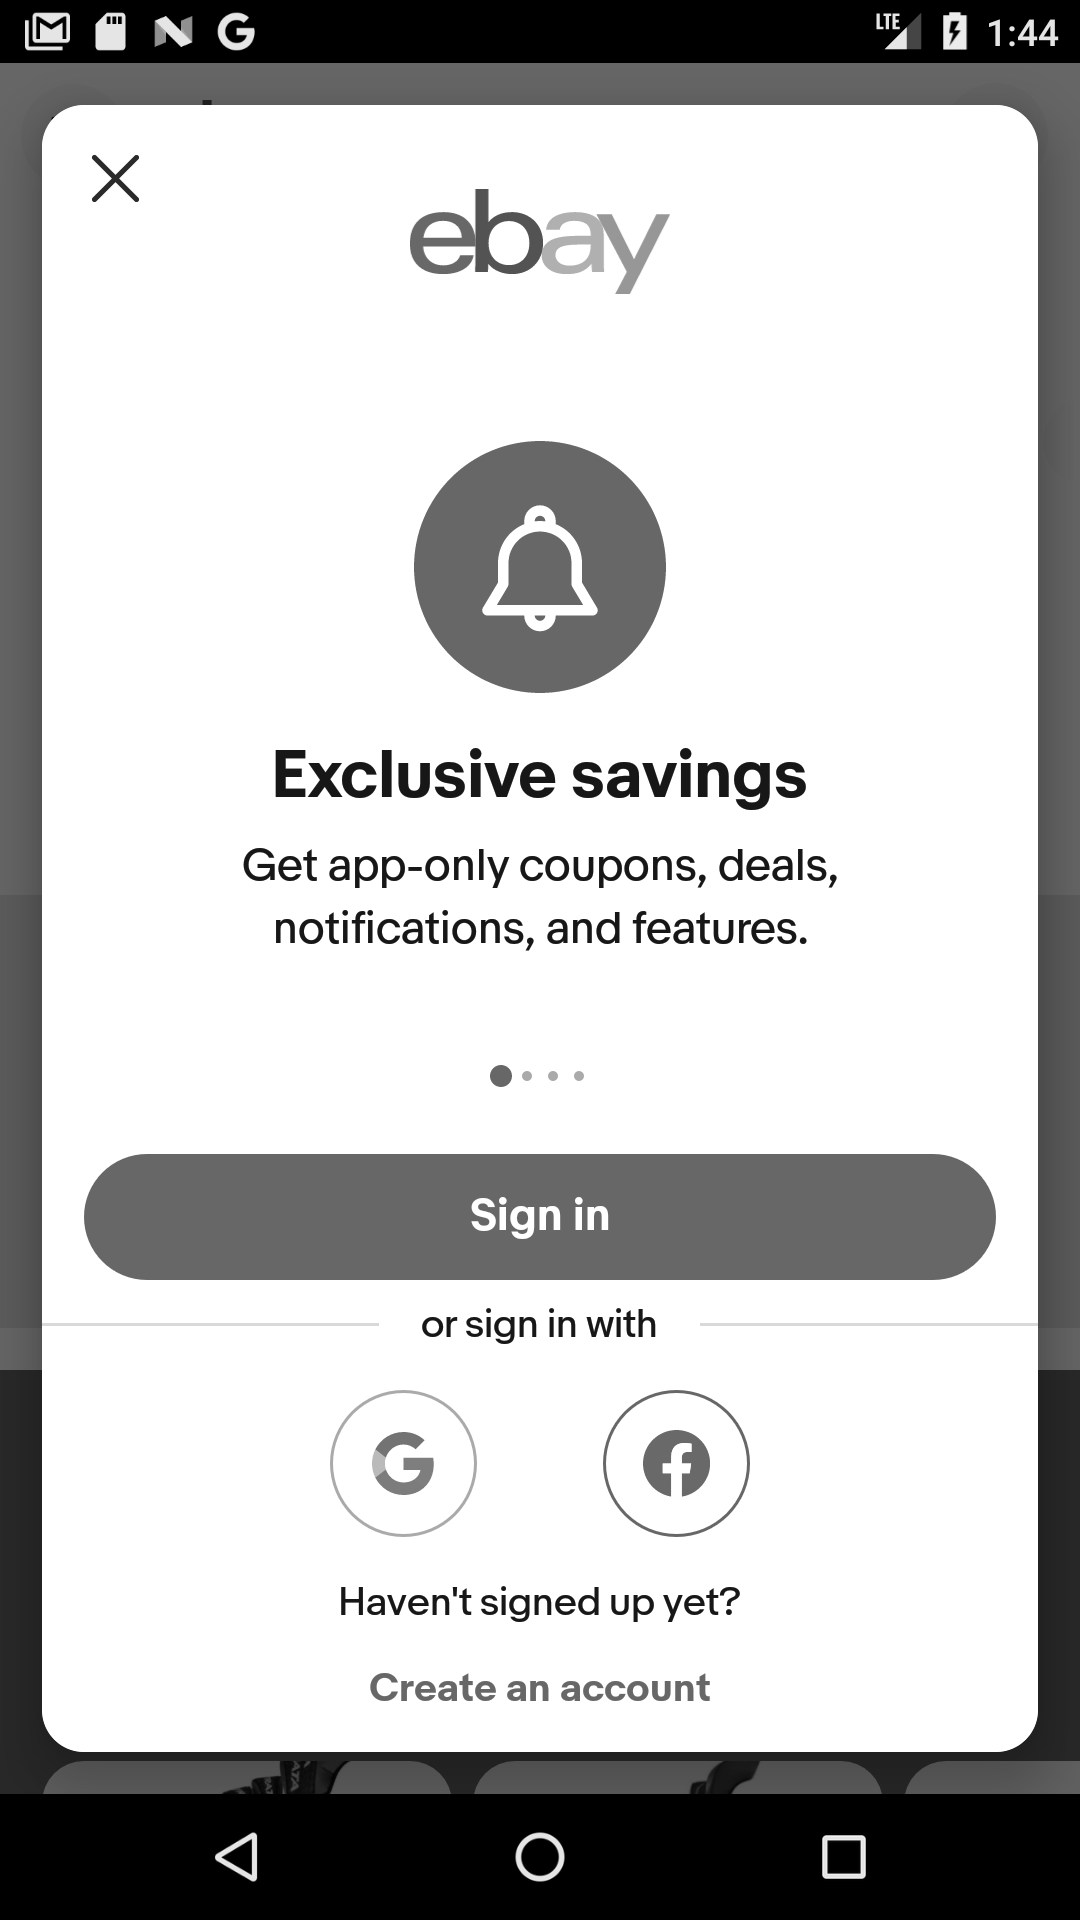 LTE 1:44
ebay
Exclusive savings
Get app-only coupons, deals,
notifications, and features.
Sign in
or sign in with
Haven't signed up yet?
Create an account